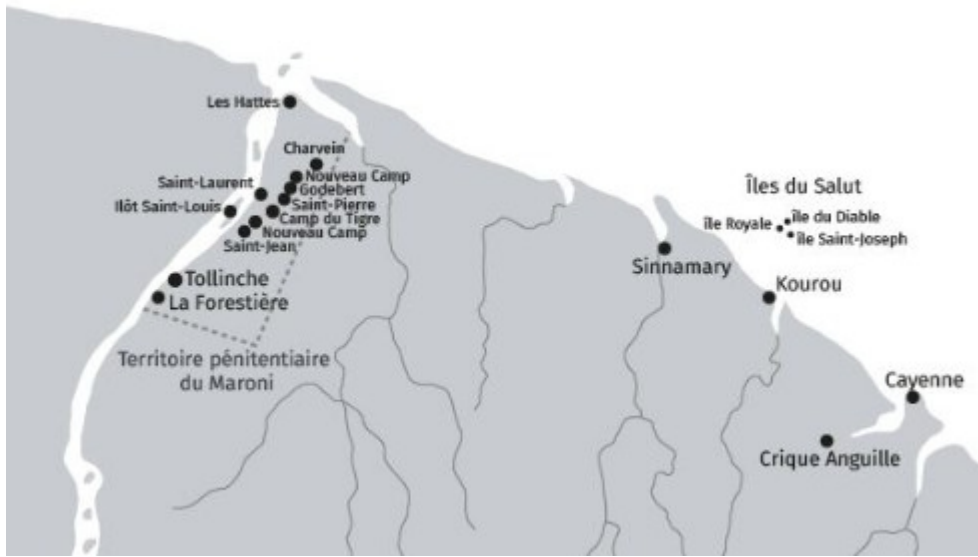 Les Hattes
Charvein
Nouveau Camp
Saint-Laurent
Godebert
Îlôt Saint-Louis
Saint-Pierre
Camp du Tigre
Nouveau Camp
Saint-Jean
Tollinche
La Forestière
Territoire pénitentiaire
du Maroni
Îles du Salut
île du Diable
île Royale
île Saint-Joseph
Sinnamary
Kourou
Cayenne
Crique Anguille